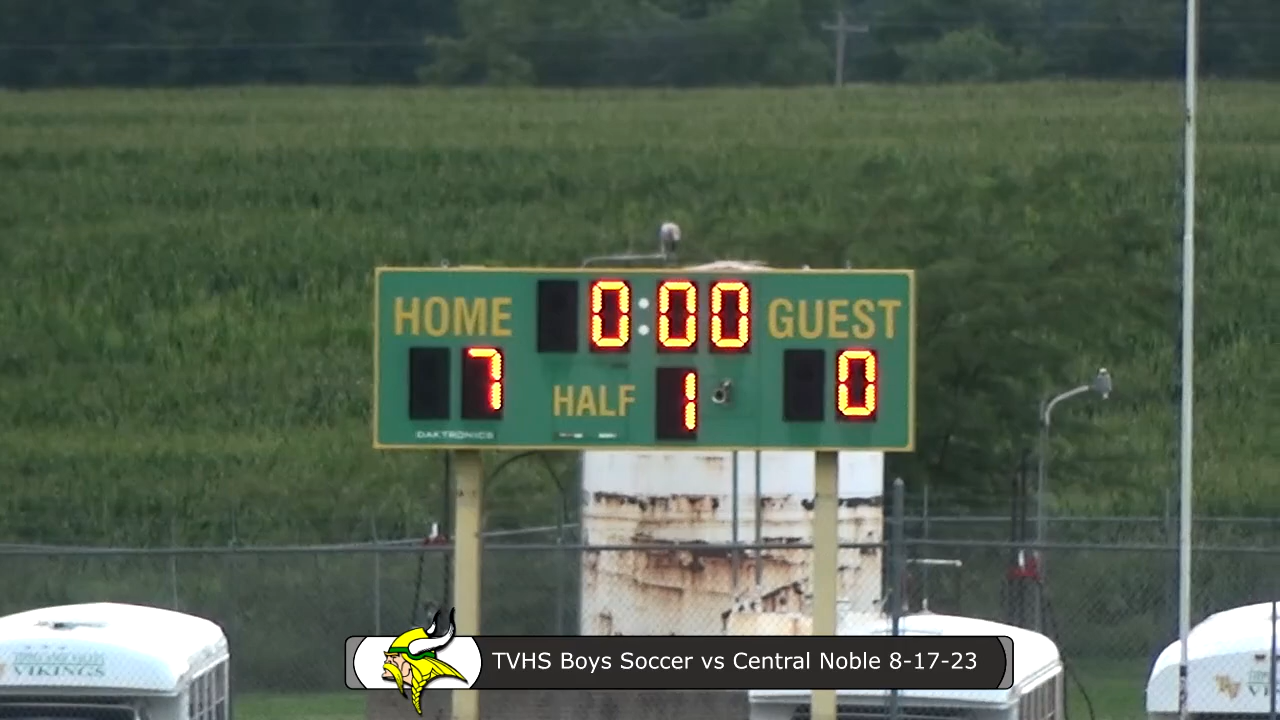 0:00
HOME GUEST
7 0
HALF 1
DAKTRONICS
VIKINGS
TVHS Boys Soccer vs Central Noble 8-17-23